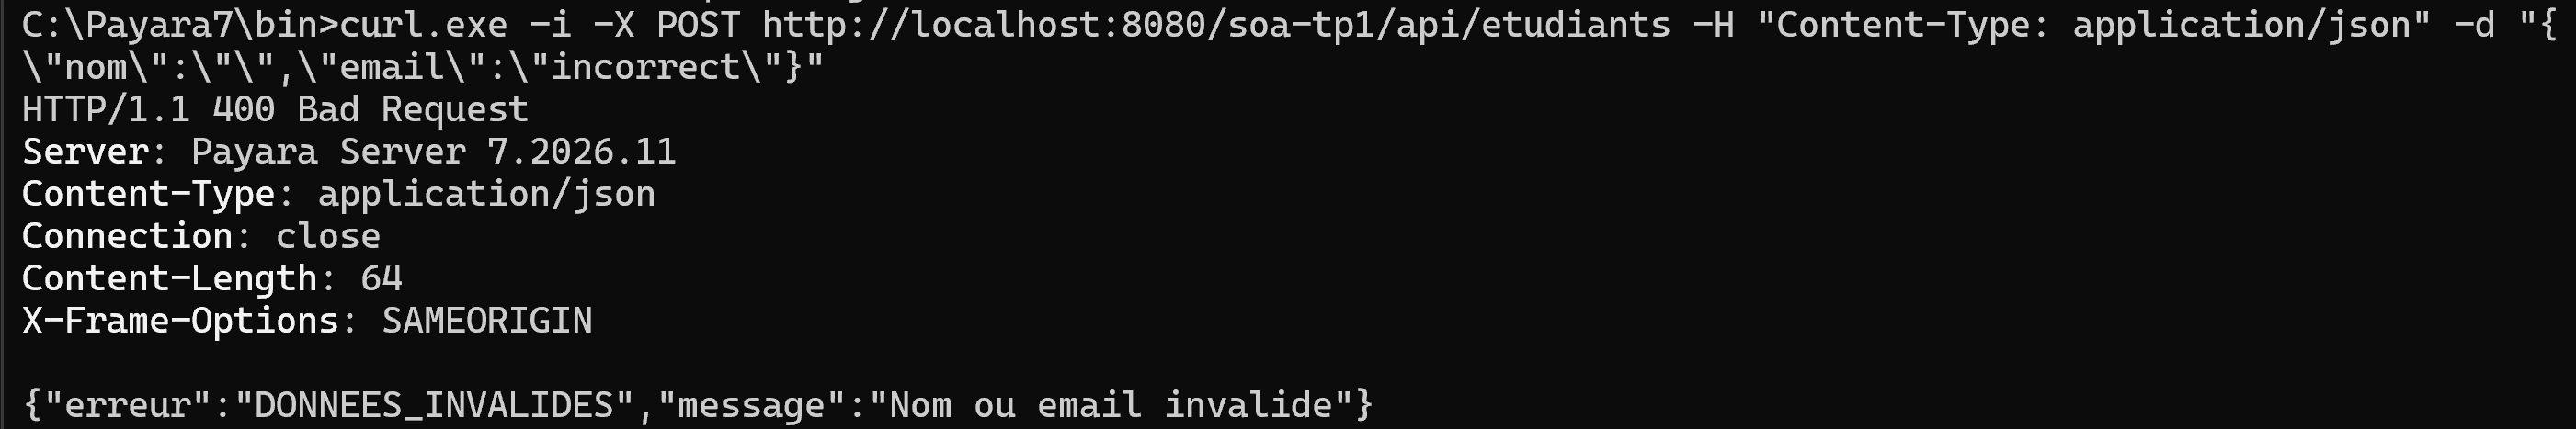 C:\Payara7\bin>curl.exe -i -X POST http://localhost:8080/soa-tp1/api/etudiants -H "Content-Type: application/json" -d "{
\"nom\":\"\",\"email\":\"incorrect\"}"
HTTP/1.1 400 Bad Request
Server: Payara Server 7.2026.11
Content-Type: application/json
Connection: close
Content-Length: 64
X-Frame-Options: SAMEORIGIN

{"erreur":"DONNEES_INVALIDES","message":"Nom ou email invalide"}